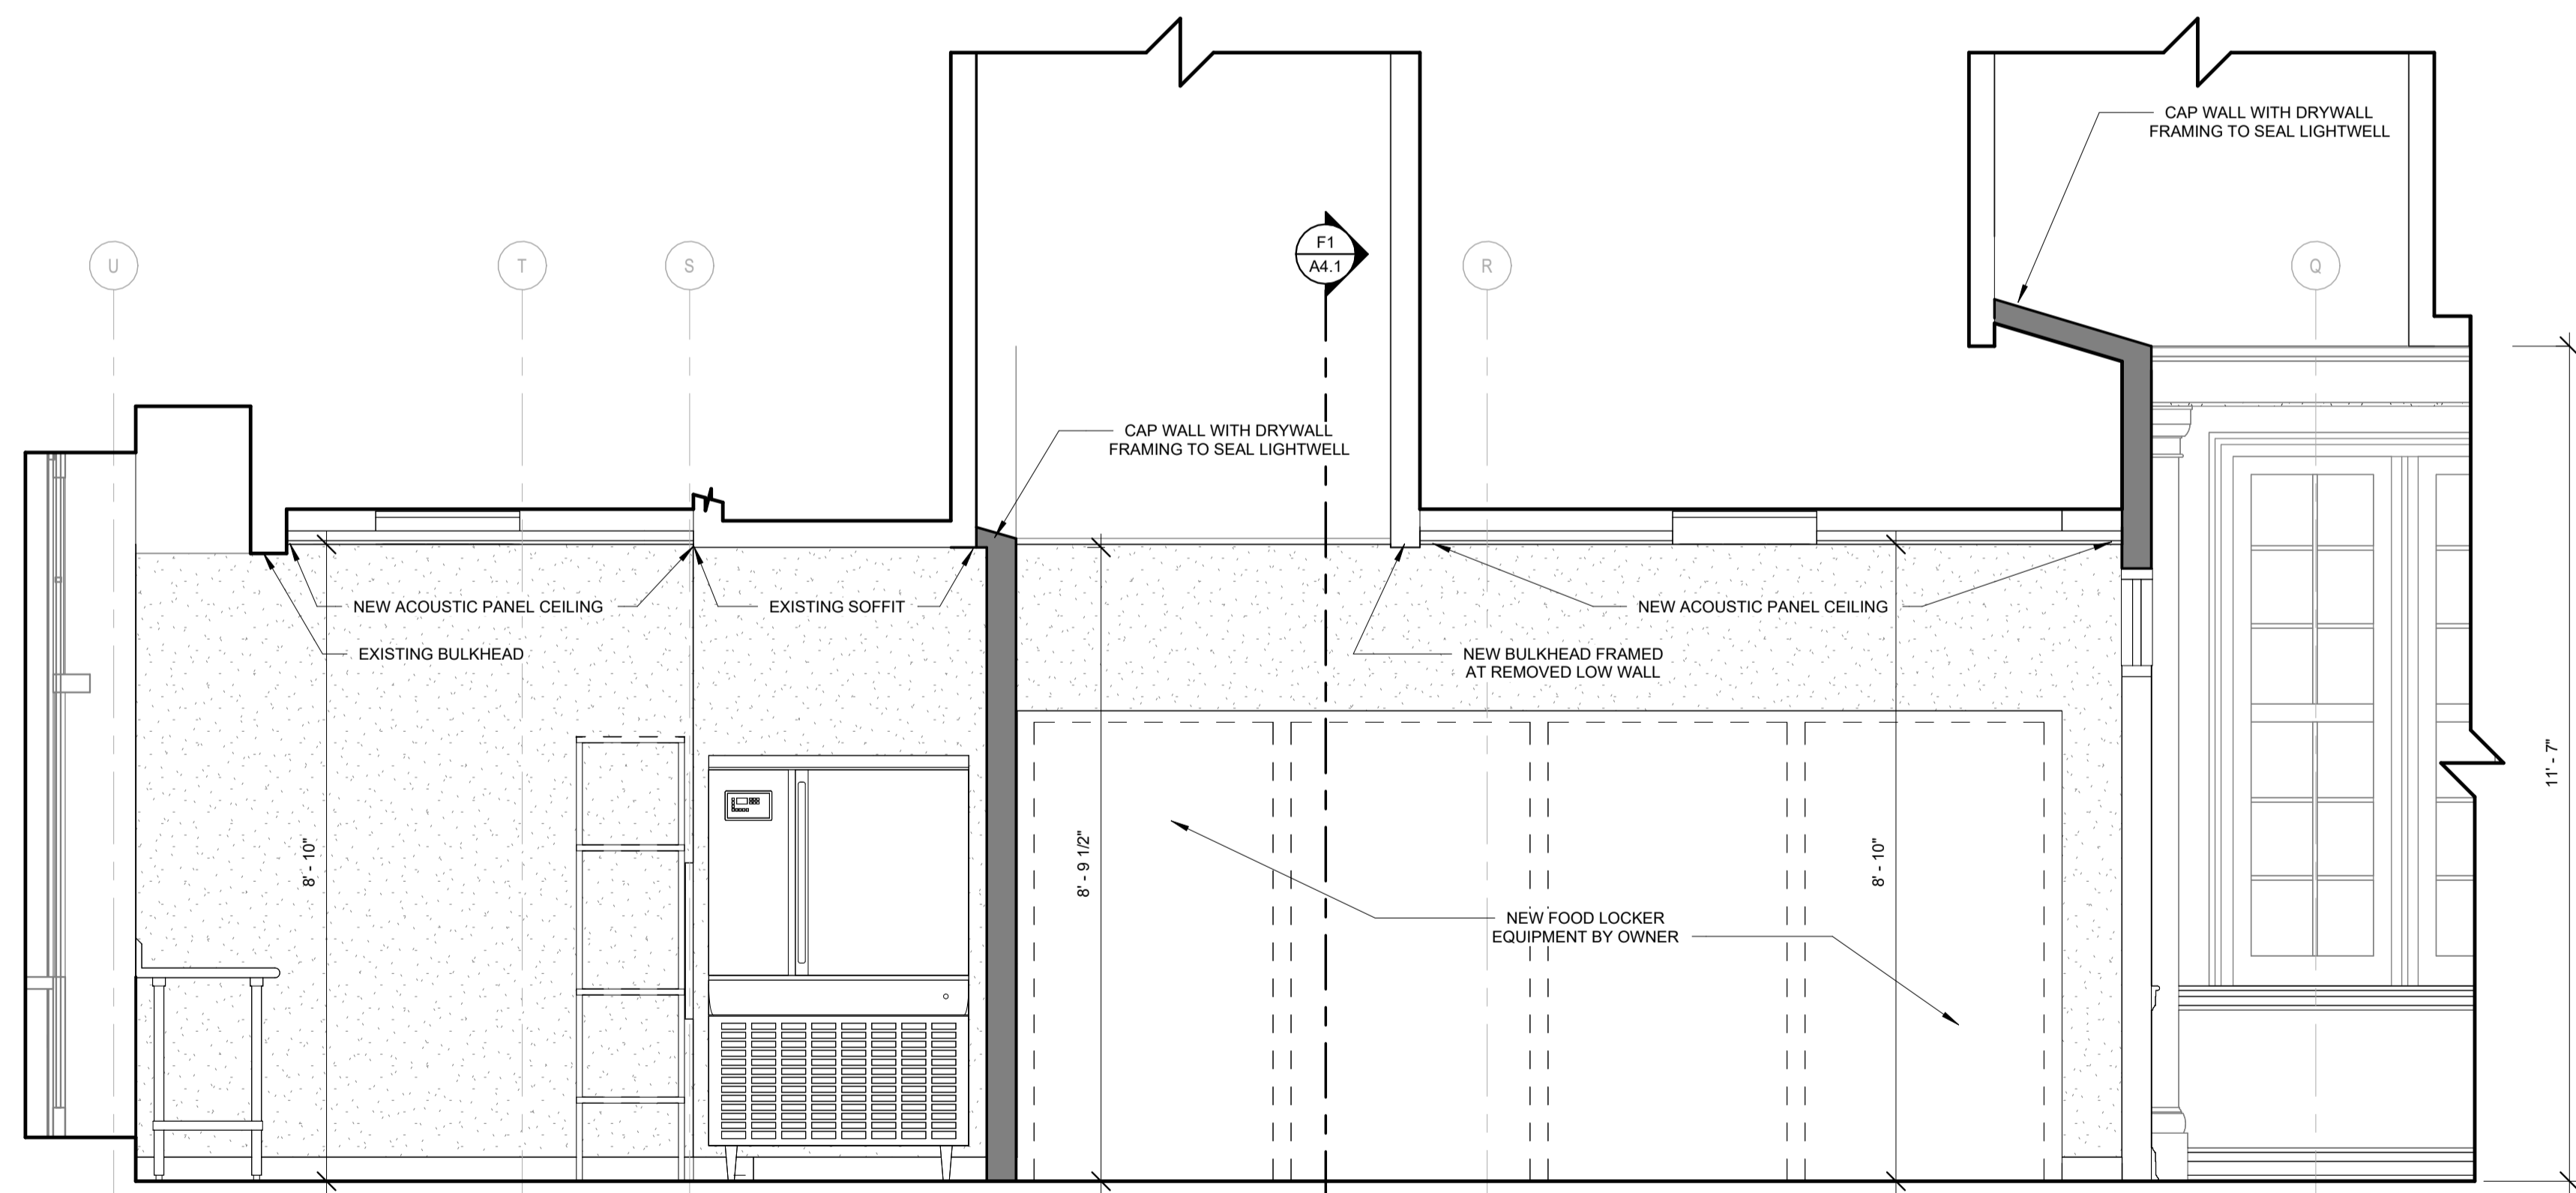 CAP WALL WITH DRYWALL
FRAMING TO SEAL LIGHTWELL
U
T
S
F1
A4.1
R
Q
CAP WALL WITH DRYWALL
FRAMING TO SEAL LIGHTWELL
NEW ACOUSTIC PANEL CEILING
EXISTING SOFFIT
NEW ACOUSTIC PANEL CEILING
EXISTING BULKHEAD
NEW BULKHEAD FRAMED
AT REMOVED LOW WALL
11' - 7"
8' - 10"
8' - 9 1/2"
8' - 10"
NEW FOOD LOCKER
EQUIPMENT BY OWNER